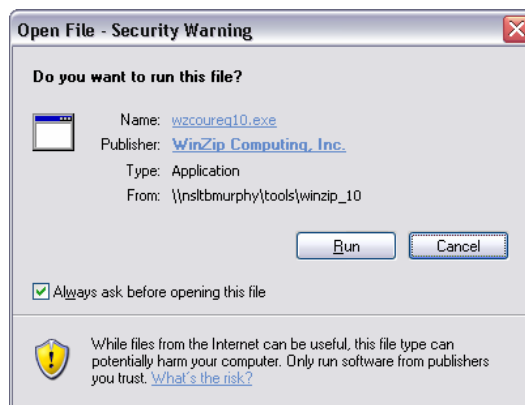 Open File - Security Warning
Do you want to run this file?
Name: wzcoureg10.exe
Publisher: WinZip Computing, Inc.
Type: Application
From: \\nsltbmurphy\tools\winzip_10
Run Cancel
Always ask before opening this file
While files from the Internet can be useful, this file type can
potentially harm your computer. Only run software from publishers
you trust. What's the risk?